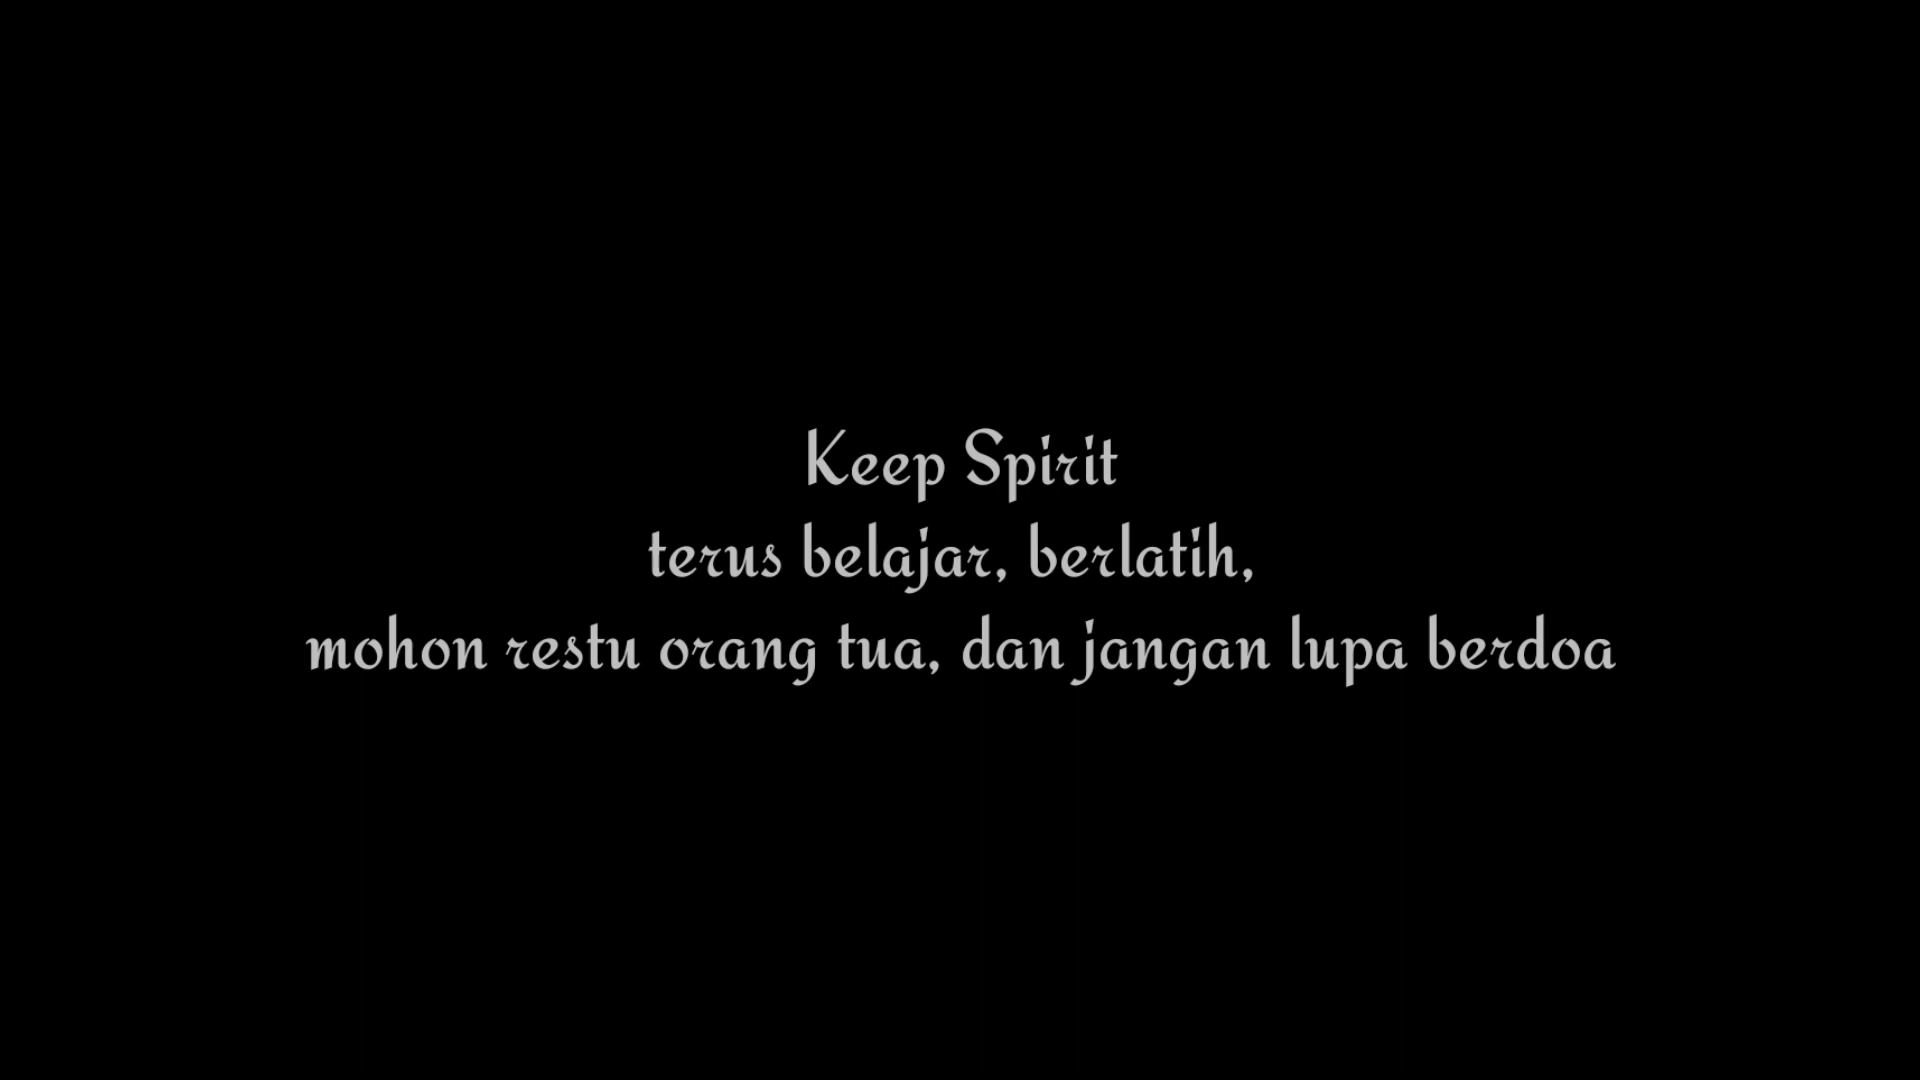 Keep Spirit
terus belajar, berlatih,
mohon restu orang tua, dan jangan lupa berdoa